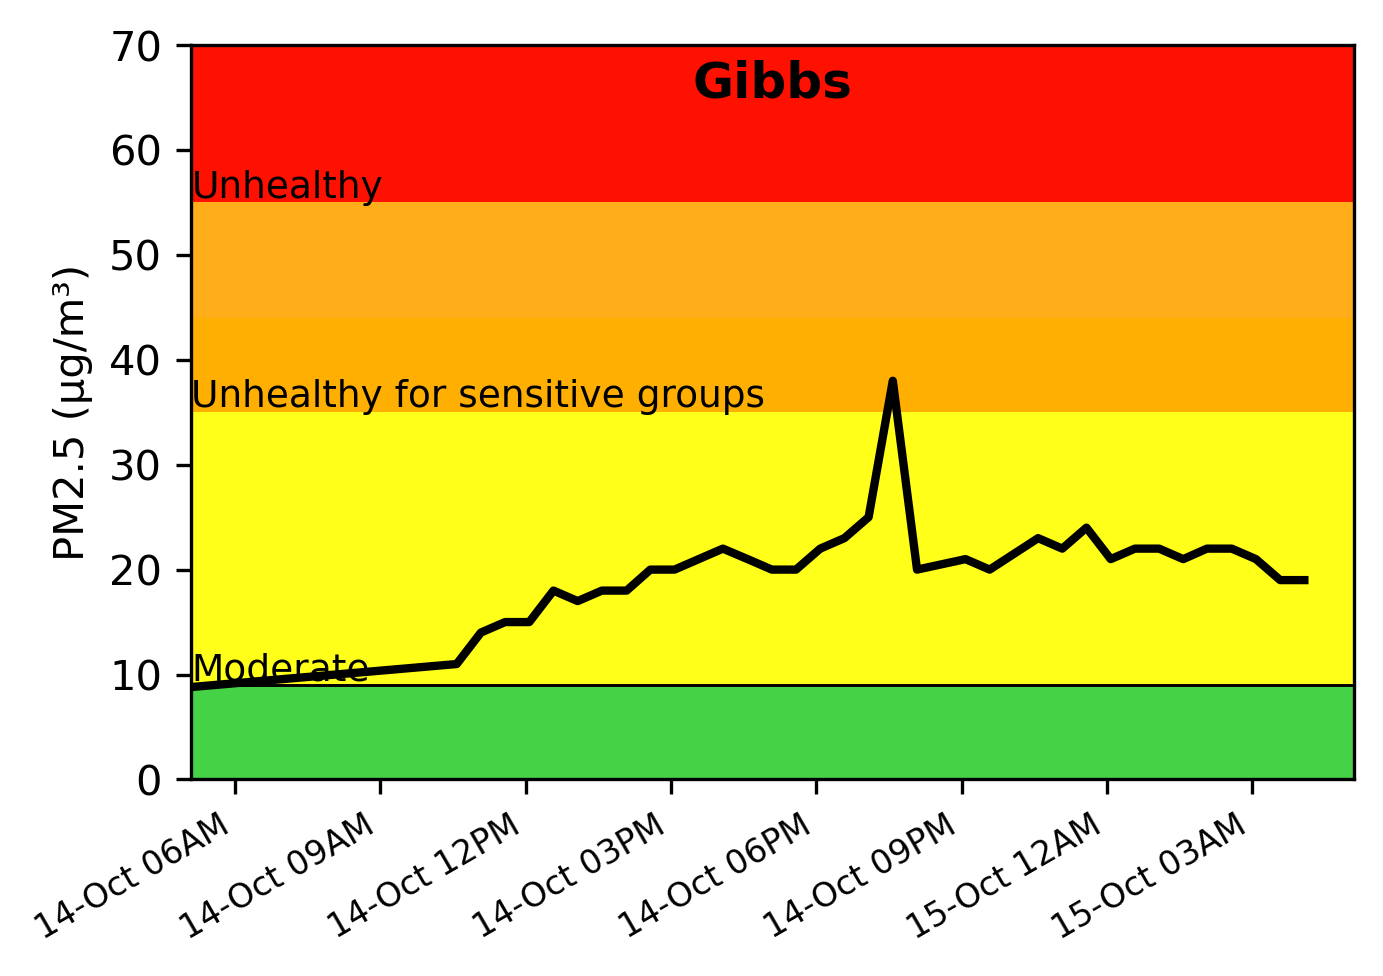 Gibbs
70
60
50
40
30
20
10
0
PM2.5 (µg/m³)
Unhealthy
Unhealthy for sensitive groups
Moderate
14-Oct 06AM
14-Oct 09AM
14-Oct 12PM
14-Oct 03PM
14-Oct 06PM
14-Oct 09PM
15-Oct 12AM
15-Oct 03AM